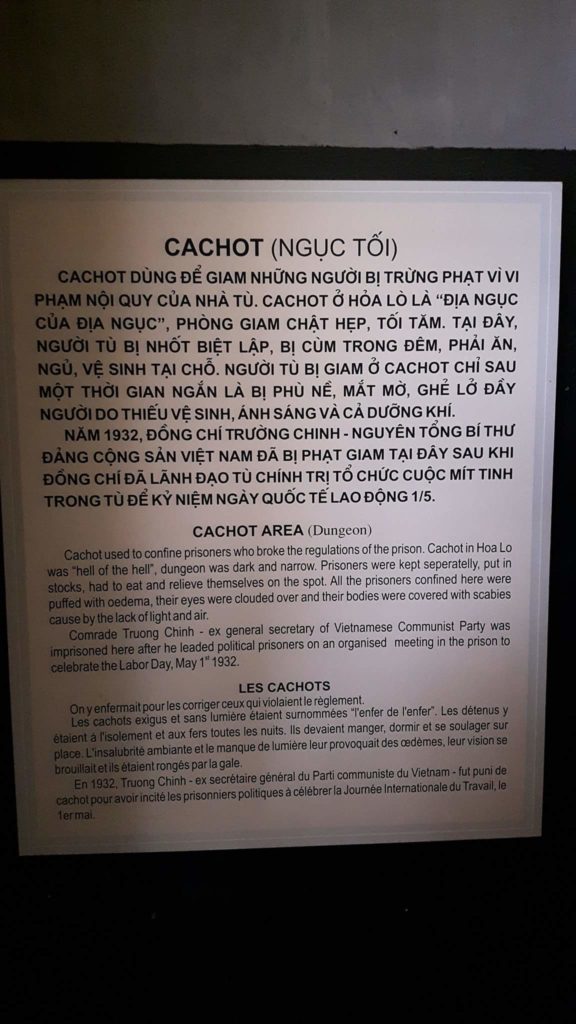 CACHOT (NGỤC TỐI)
CACHOT DÙNG ĐỂ GIAM NHỮNG NGƯỜI BỊ TRỪNG PHẠT VÌ VI
PHẠM NỘI QUY CỦA NHÀ TÙ. CACHOT Ở HỎA LÒ LÀ “ĐỊA NGỤC
CỦA ĐỊA NGỤC”, PHÒNG GIAM CHẬT HẸP, TỐI TĂM. TẠI ĐÂY,
NGƯỜI TÙ BỊ NHỐT BIỆT LẬP, BỊ CÙM TRONG ĐÊM, PHẢI ĂN,
NGỦ, VỆ SINH TẠI CHỖ. NGƯỜI TÙ BỊ GIAM Ở CACHOT CHỈ SAU
MỘT THỜI GIAN NGẮN LÀ BỊ PHÙ NỀ, MẮT MỜ, GHẺ LỞ ĐẦY
NGƯỜI DO THIẾU VỆ SINH, ÁNH SÁNG VÀ CẢ DƯỠNG KHÍ.
NĂM 1932, ĐỒNG CHÍ TRƯỜNG CHINH - NGUYÊN TỔNG BÍ THƯ
ĐẢNG CỘNG SẢN VIỆT NAM ĐÃ BỊ PHẠT GIAM TẠI ĐÂY SAU KHI
ĐỒNG CHÍ ĐÃ LÃNH ĐẠO TÙ CHÍNH TRỊ TỔ CHỨC CUỘC MÍT TINH
TRONG TÙ ĐỂ KỶ NIỆM NGÀY QUỐC TẾ LAO ĐỘNG 1/5.
CACHOT AREA (Dungeon)
Cachot used to confine prisoners who broke the regulations of the prison. Cachot in Hoa Lo
was “hell of the hell”, dungeon was dark and narrow. Prisoners were kept seperatelly, put in
stocks, had to eat and relieve themselves on the spot. All the prisoners confined here were
puffed with oedema, their eyes were clouded over and their bodies were covered with scabies
cause by the lack of light and air.
Comrade Truong Chinh - ex general secretary of Vietnamese Communist Party was
imprisoned here after he leaded political prisoners on an organised meeting in the prison to
celebrate the Labor Day, May 1st 1932.
LES CACHOTS
On y enfermait pour les corriger ceux qui violaient le règlement.
Les cachots exigus et sans lumière étaient surnommées “l'enfer de l'enfer”. Les détenus y
étaient à l'isolement et aux fers toutes les nuits. Ils devaient manger, dormir et se soulager sur
place. L'insalubrité ambiante et le manque de lumière leur provoquait des œdèmes, leur vision se
brouillait et ils étaient rongés par la gale.
En 1932, Truong Chinh - ex secrétaire général du Parti communiste du Vietnam - fut puni de
cachot pour avoir incité les prisonniers politiques à célébrer la Journée Internationale du Travail, le
1er mai.